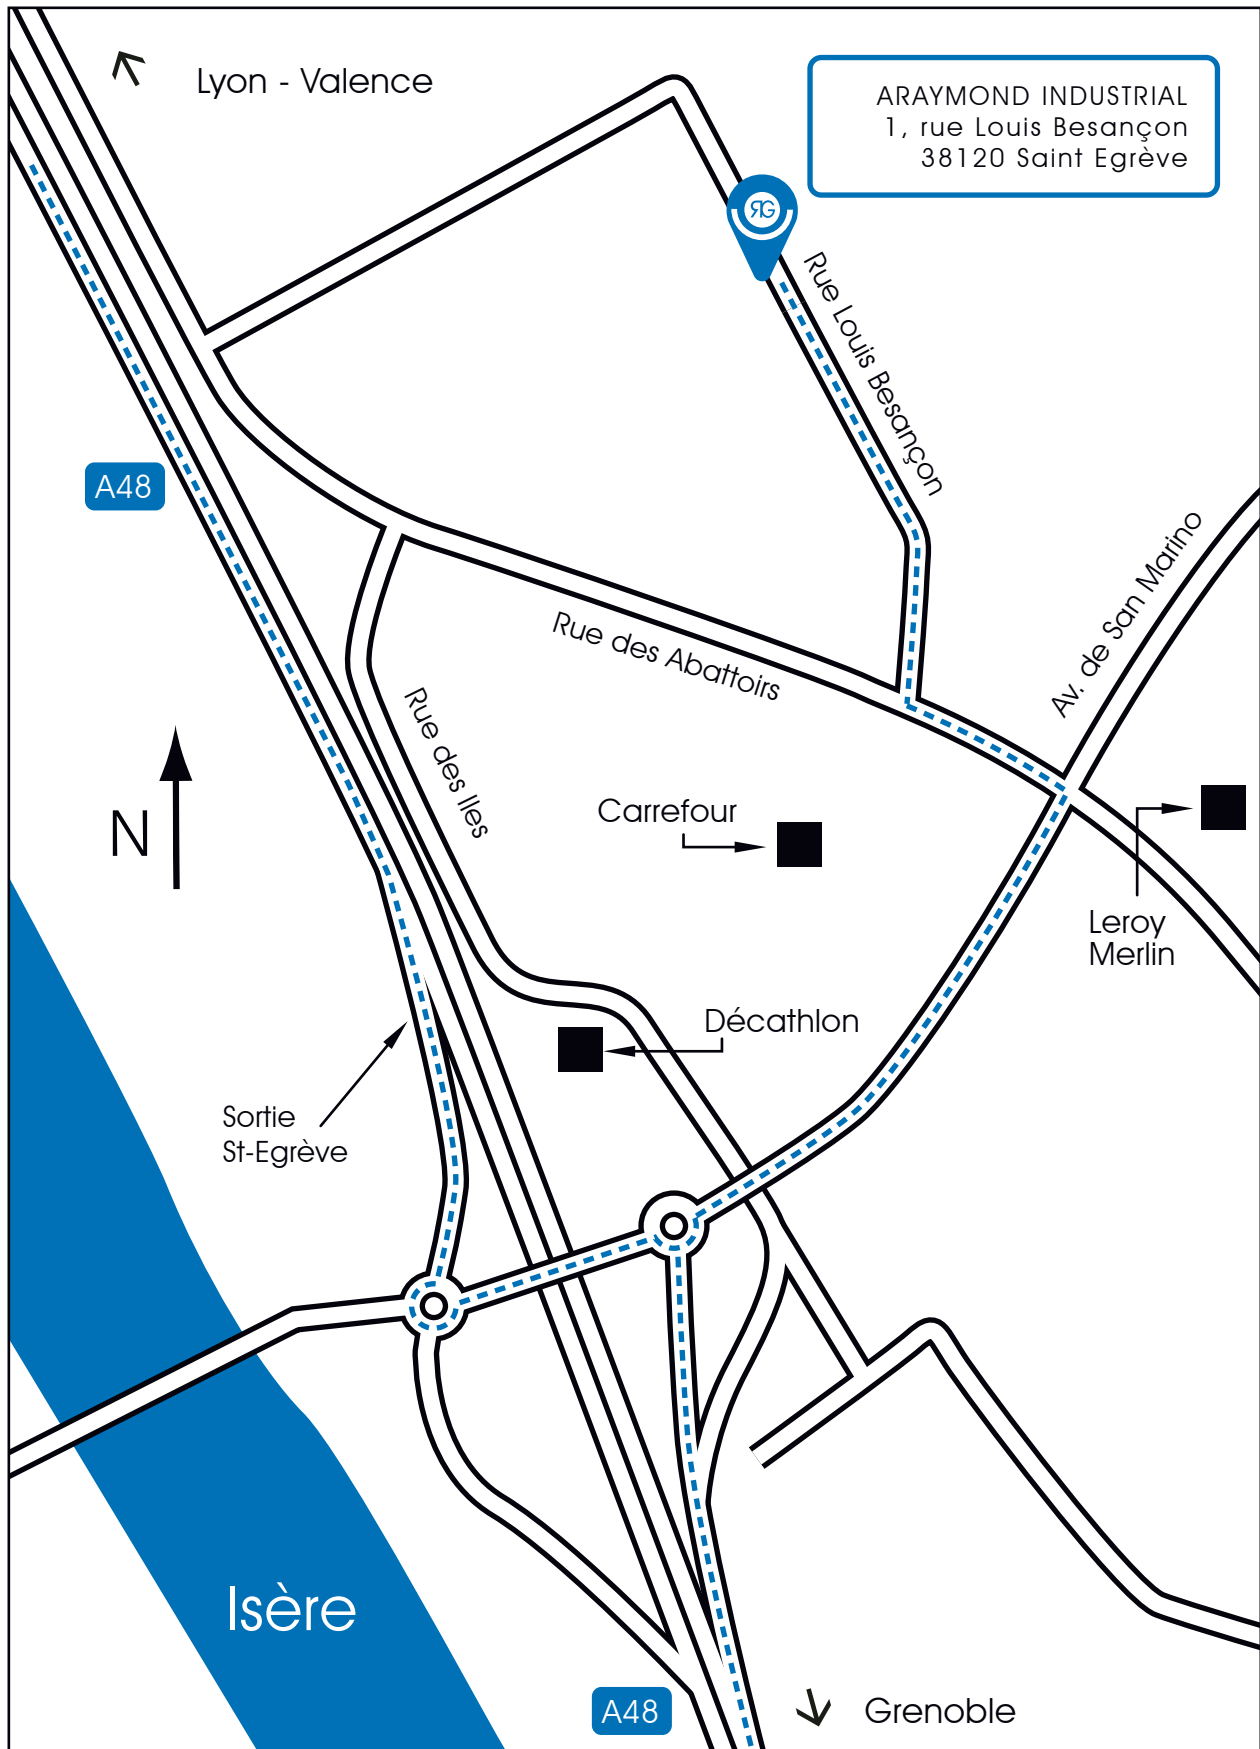 Lyon - Valence
ARAYMOND INDUSTRIAL
1, rue Louis Besançon
38120 Saint Egrève
RG
Rue Louis Besançon
A48
Av. de San Marino
Rue des Abattoirs
Rue des Iles
N
Carrefour
Leroy
Merlin
Décathlon
Sortie
St-Egrève
Isère
A48
Grenoble